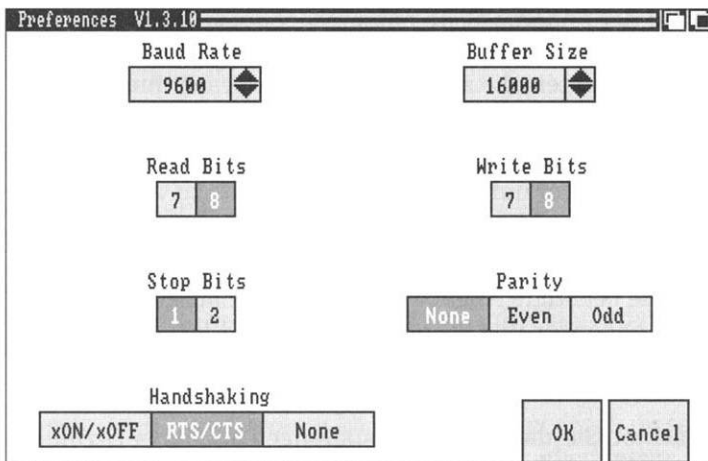 Preferences V1.3.10
Baud Rate Buffer Size
9600 16000
Read Bits Write Bits
7 8 7 8
Stop Bits Parity
1 2 None Even Odd
Handshaking
xON/xOFF RTS/CTS None OK Cancel